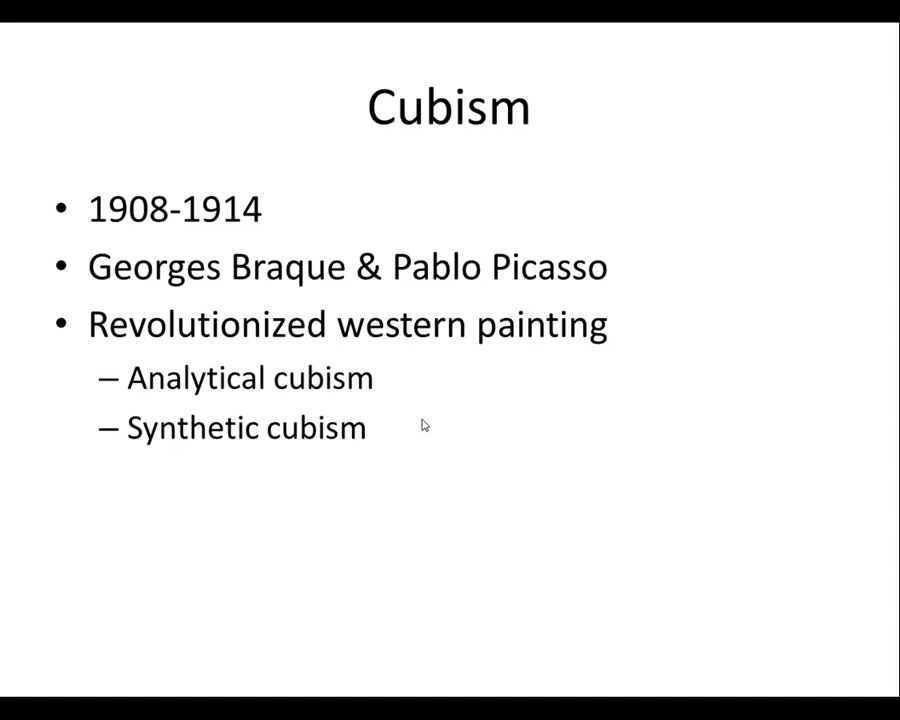 Cubism
• 1908-1914
• Georges Braque & Pablo Picasso
• Revolutionized western painting
– Analytical cubism
– Synthetic cubism